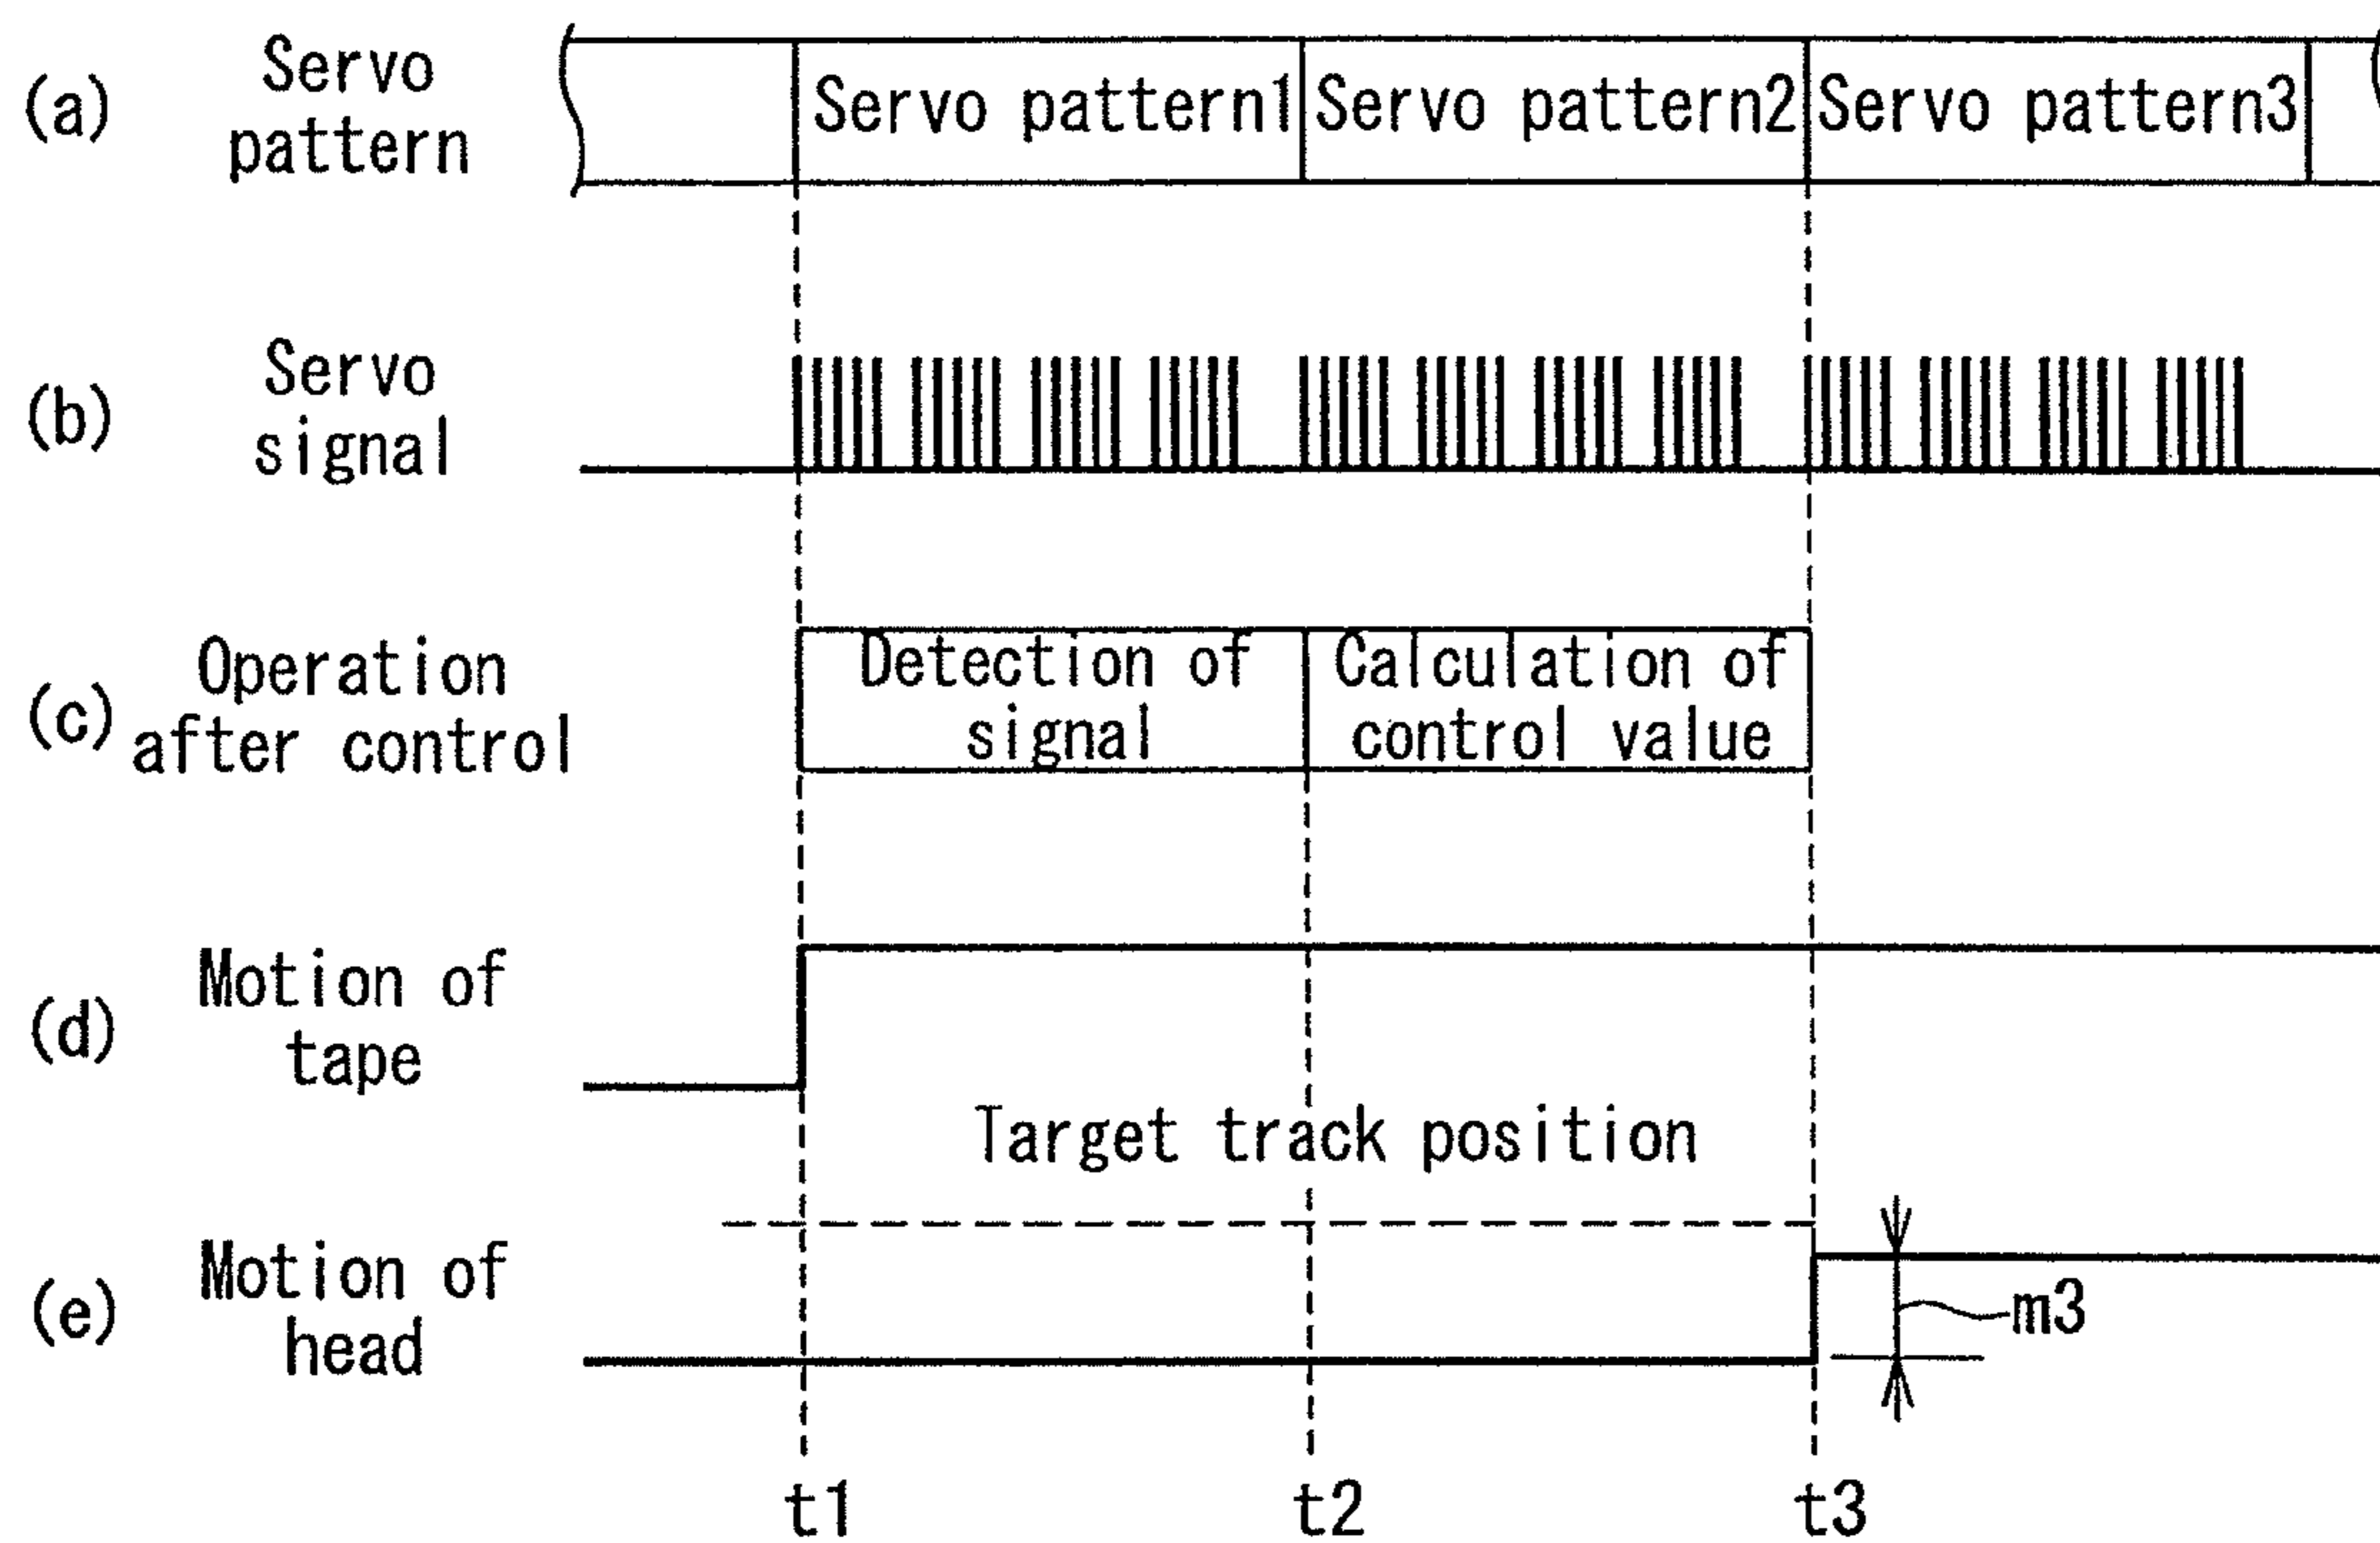 (a) Servo pattern
Servo pattern1
Servo pattern2
Servo pattern3
(b) Servo signal
(c) Operation after control
Detection of signal
Calculation of control value
(d) Motion of tape
Target track position
(e) Motion of head
m3
t1
t2
t3